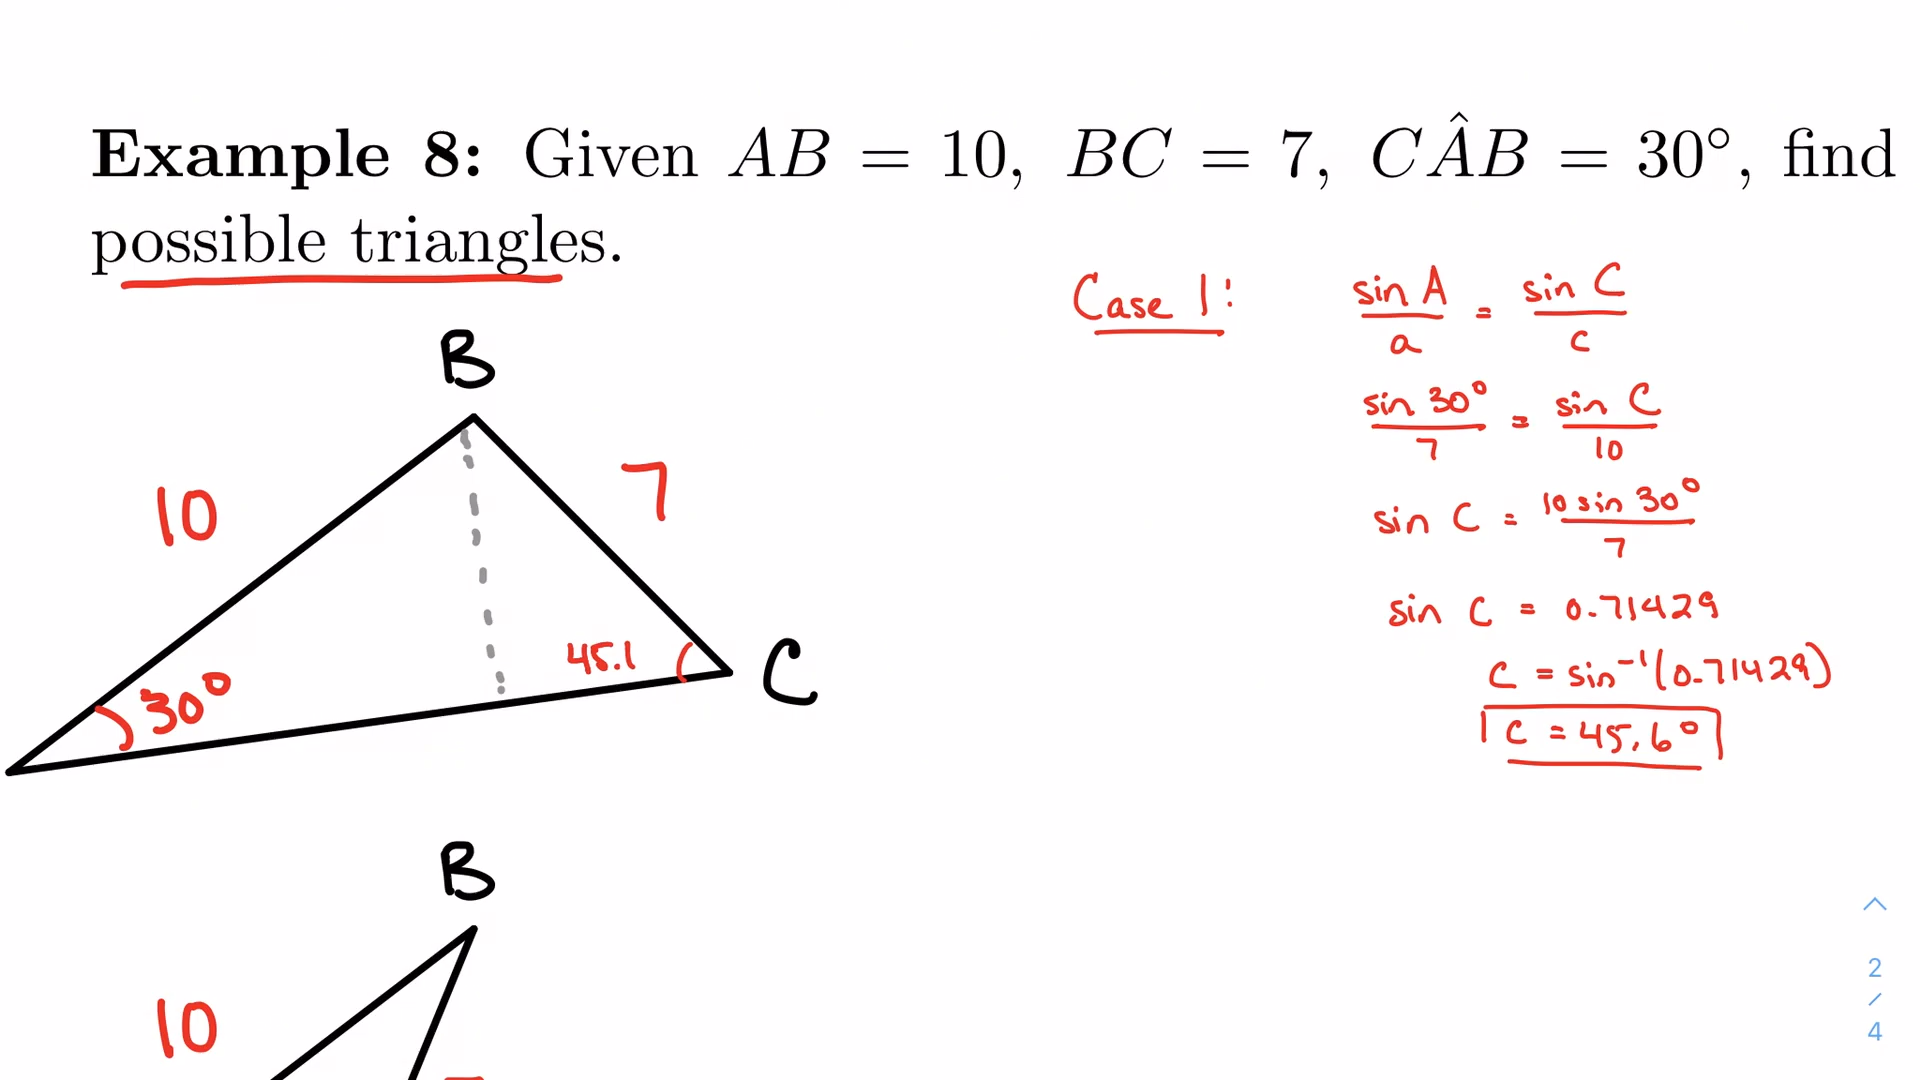 Example 8: Given AB = 10, BC = 7, CÂB = 30°, find
possible triangles.
Case 1: sin A / a = sin C / c
sin 30° / 7 = sin C / 10
sin C = 10 sin 30° / 7
sin C = 0.71429
C = sin⁻¹(0.71429)
C = 45.6°
B
10
7
45.1
C
30°
B
10
2
/
4